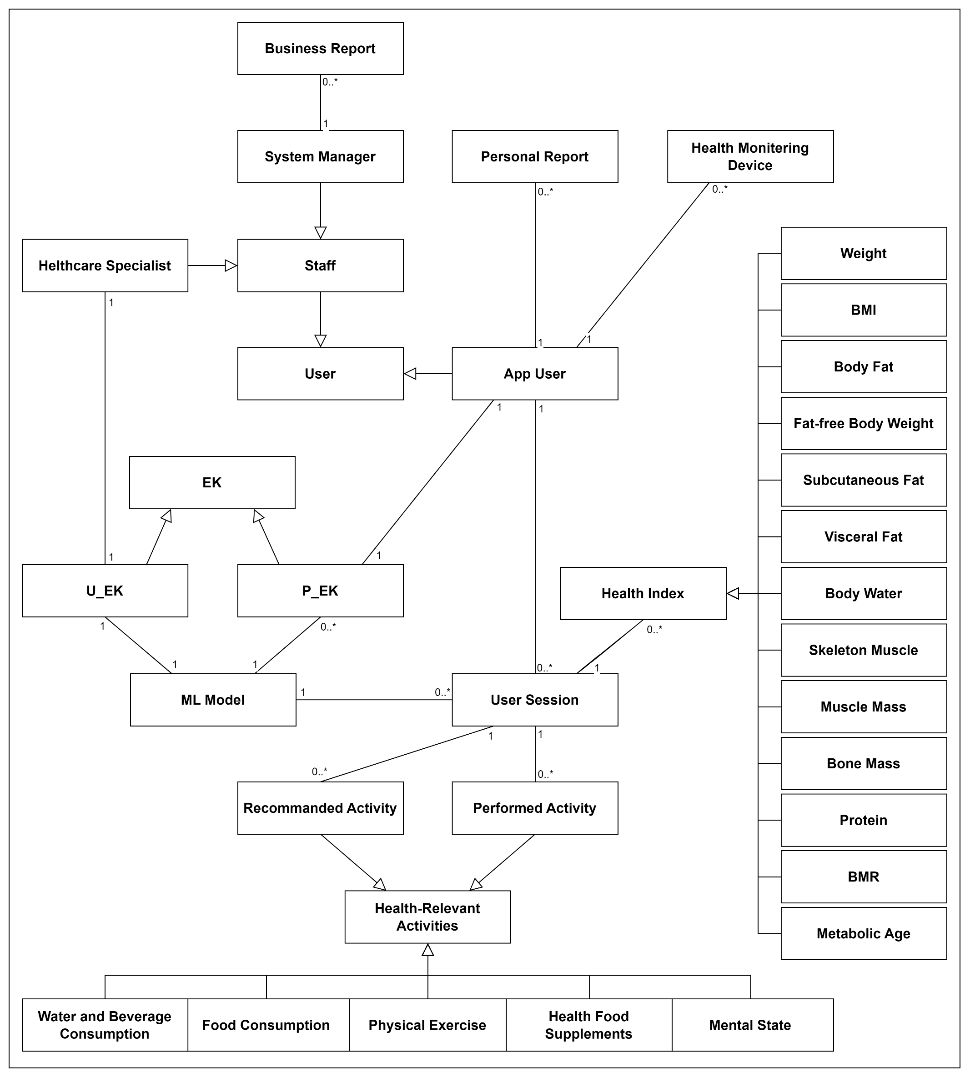 Business Report
0..*
1
System Manager
Personal Report
Health Monitering
Device
0..*
0..*
Helthcare Specialist
Staff
1
Weight
BMI
1
1
User
App User
Body Fat
1
1
Fat-free Body Weight
EK
Subcutaneous Fat
Visceral Fat
1
1
U_EK
P_EK
Health Index
Body Water
1
0..*
0..*
Skeleton Muscle
1
1
0..*
1
ML Model
1
0..*
User Session
Muscle Mass
1
1
Bone Mass
0..*
0..*
Recommanded Activity
Performed Activity
Protein
BMR
Health-Relevant
Activities
Metabolic Age
Water and Beverage
Consumption
Food Consumption
Physical Exercise
Health Food
Supplements
Mental State